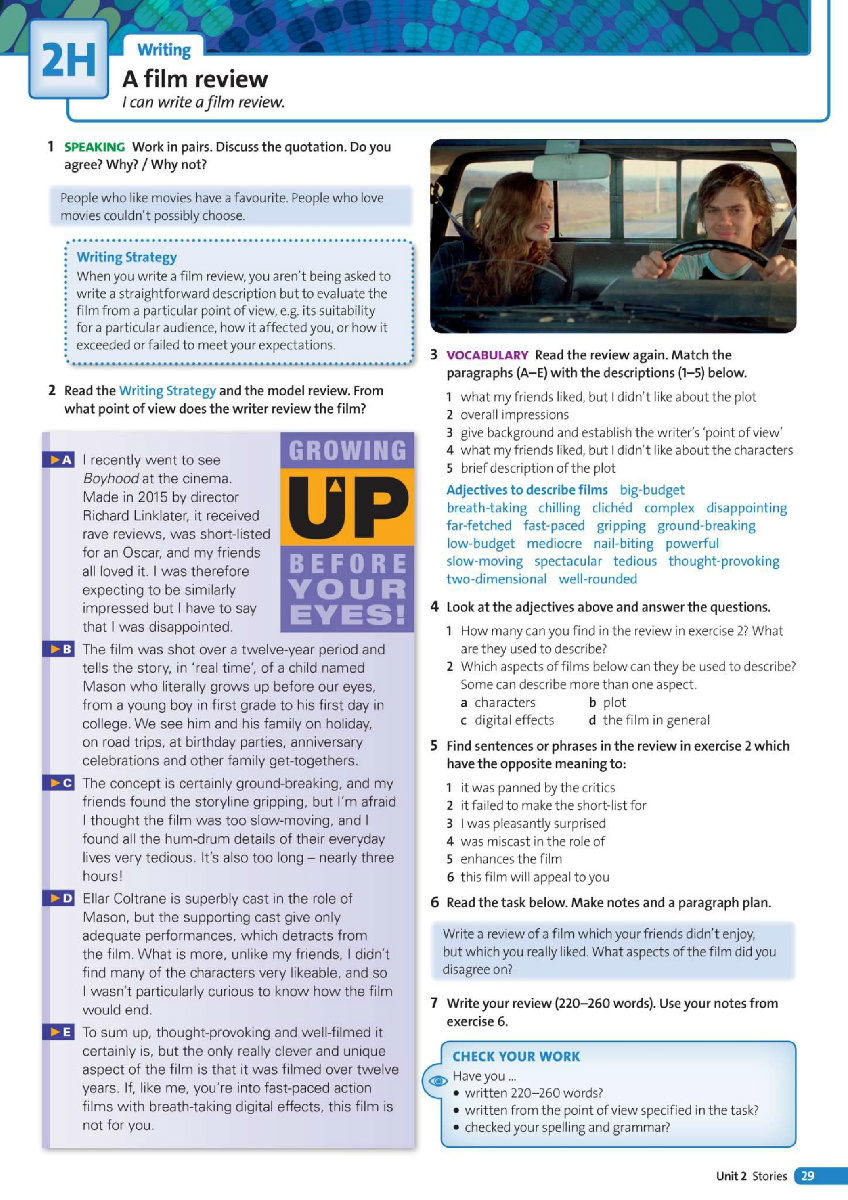 2H
Writing
A film review
I can write a film review.
1 SPEAKING Work in pairs. Discuss the quotation. Do you
agree? Why? / Why not?
People who like movies have a favourite. People who love
movies couldn't possibly choose.
Writing Strategy
When you write a film review, you aren't being asked to
write a straightforward description but to evaluate the
film from a particular point of view, e.g. its suitability
for a particular audience, how it affected you, or how it
exceeded or failed to meet your expectations.
2 Read the Writing Strategy and the model review. From
what point of view does the writer review the film?
GROWING
UP
BEFORE
YOUR
EYES!
A I recently went to see
Boyhood at the cinema.
Made in 2015 by director
Richard Linklater, it received
rave reviews, was short-listed
for an Oscar, and my friends
all loved it. I was therefore
expecting to be similarly
impressed but I have to say
that I was disappointed.
B The film was shot over a twelve-year period and
tells the story, in 'real time', of a child named
Mason who literally grows up before our eyes,
from a young boy in first grade to his first day in
college. We see him and his family on holiday,
on road trips, at birthday parties, anniversary
celebrations and other family get-togethers.
C The concept is certainly ground-breaking, and my
friends found the storyline gripping, but I'm afraid
I thought the film was too slow-moving, and I
found all the hum-drum details of their everyday
lives very tedious. It's also too long – nearly three
hours!
D Ellar Coltrane is superbly cast in the role of
Mason, but the supporting cast give only
adequate performances, which detracts from
the film. What is more, unlike my friends, I didn't
find many of the characters very likeable, and so
I wasn't particularly curious to know how the film
would end.
E To sum up, thought-provoking and well-filmed it
certainly is, but the only really clever and unique
aspect of the film is that it was filmed over twelve
years. If, like me, you're into fast-paced action
films with breath-taking digital effects, this film is
not for you.
3 VOCABULARY Read the review again. Match the
paragraphs (A–E) with the descriptions (1–5) below.
1 what my friends liked, but I didn't like about the plot
2 overall impressions
3 give background and establish the writer's 'point of view'
4 what my friends liked, but I didn't like about the characters
5 brief description of the plot
Adjectives to describe films big-budget
breath-taking chilling clichéd complex disappointing
far-fetched fast-paced gripping ground-breaking
low-budget mediocre nail-biting powerful
slow-moving spectacular tedious thought-provoking
two-dimensional well-rounded
4 Look at the adjectives above and answer the questions.
1 How many can you find in the review in exercise 2? What
are they used to describe?
2 Which aspects of films below can they be used to describe?
Some can describe more than one aspect.
a characters b plot
c digital effects d the film in general
5 Find sentences or phrases in the review in exercise 2 which
have the opposite meaning to:
1 it was panned by the critics
2 it failed to make the short-list for
3 I was pleasantly surprised
4 was miscast in the role of
5 enhances the film
6 this film will appeal to you
6 Read the task below. Make notes and a paragraph plan.
Write a review of a film which your friends didn't enjoy,
but which you really liked. What aspects of the film did you
disagree on?
7 Write your review (220–260 words). Use your notes from
exercise 6.
CHECK YOUR WORK
Have you ...
• written 220–260 words?
• written from the point of view specified in the task?
• checked your spelling and grammar?
Unit 2 Stories 29